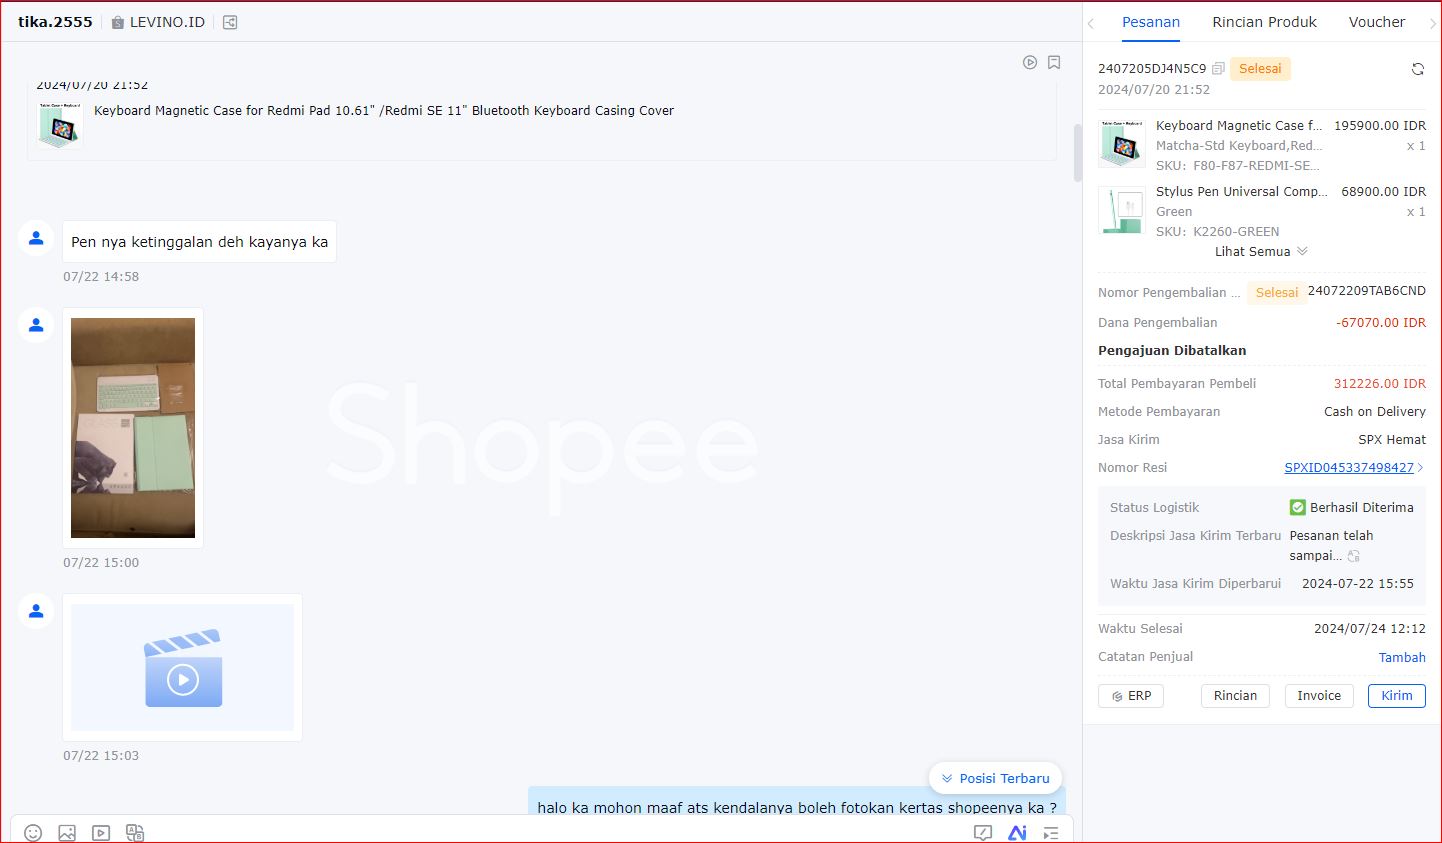 tika.2555
LEVINO.ID
Pesanan
Rincian Produk
Voucher
2024/07/20 21:52
Keyboard Magnetic Case for Redmi Pad 10.61" /Redmi SE 11" Bluetooth Keyboard Casing Cover
Pen nya ketinggalan deh kayanya ka
07/22 14:58
07/22 15:00
07/22 15:03
Shopee
Posisi Terbaru
halo ka mohon maaf ats kendalanya boleh fotokan kertas shopeenya ka ?
2407205DJ4N5C9 Selesai
2024/07/20 21:52
Keyboard Magnetic Case f... 195900.00 IDR
Matcha-Std Keyboard,Red... x 1
SKU: F80-F87-REDMI-SE...
Stylus Pen Universal Comp... 68900.00 IDR
Green x 1
SKU: K2260-GREEN
Lihat Semua
Nomor Pengembalian ... Selesai 24072209TAB6CND
Dana Pengembalian -67070.00 IDR
Pengajuan Dibatalkan
Total Pembayaran Pembeli 312226.00 IDR
Metode Pembayaran Cash on Delivery
Jasa Kirim SPX Hemat
Nomor Resi SPXID045337498427
Status Logistik Berhasil Diterima
Deskripsi Jasa Kirim Terbaru Pesanan telah
sampai...
Waktu Jasa Kirim Diperbarui 2024-07-22 15:55
Waktu Selesai 2024/07/24 12:12
Catatan Penjual Tambah
ERP Rincian Invoice Kirim